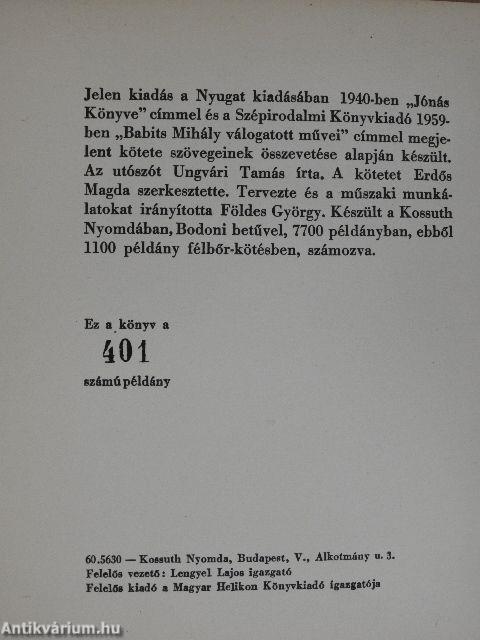 Jelen kiadás a Nyugat kiadásában 1940-ben „Jónás
Könyve” címmel és a Szépirodalmi Könyvkiadó 1959-
ben „Babits Mihály válogatott művei” címmel megje-
lent kötete szövegeinek összevetése alapján készült.
Az utószót Ungvári Tamás írta. A kötetet Erdős
Magda szerkesztette. Tervezte és a műszaki munká-
latokat irányította Földes György. Készült a Kossuth
Nyomdában, Bodoni betűvel, 7700 példányban, ebből
1100 példány félbőr-kötésben, számozva.
Ez a könyv a
401
számú példány
60.5630 — Kossuth Nyomda, Budapest, V., Alkotmány u. 3.
Felelős vezető: Lengyel Lajos igazgató
Felelős kiadó a Magyar Helikon Könyvkiadó igazgatója
Antikvárium.hu